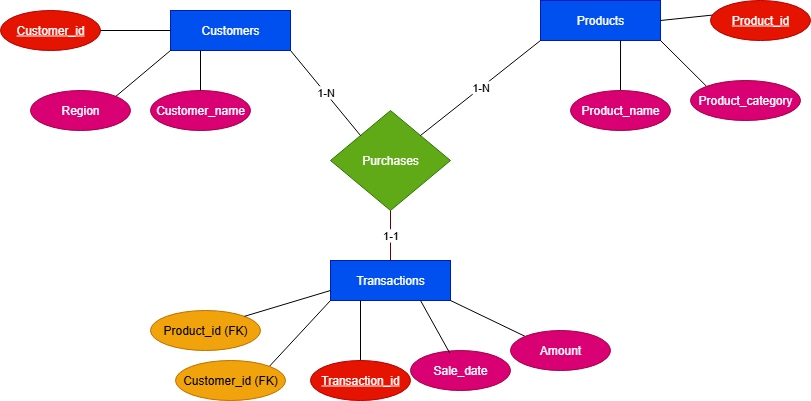 Customer_id
Customers
Products
Product_id
Region
Customer_name
1-N
1-N
Product_name
Product_category
Purchases
1-1
Transactions
Product_id (FK)
Customer_id (FK)
Transaction_id
Sale_date
Amount